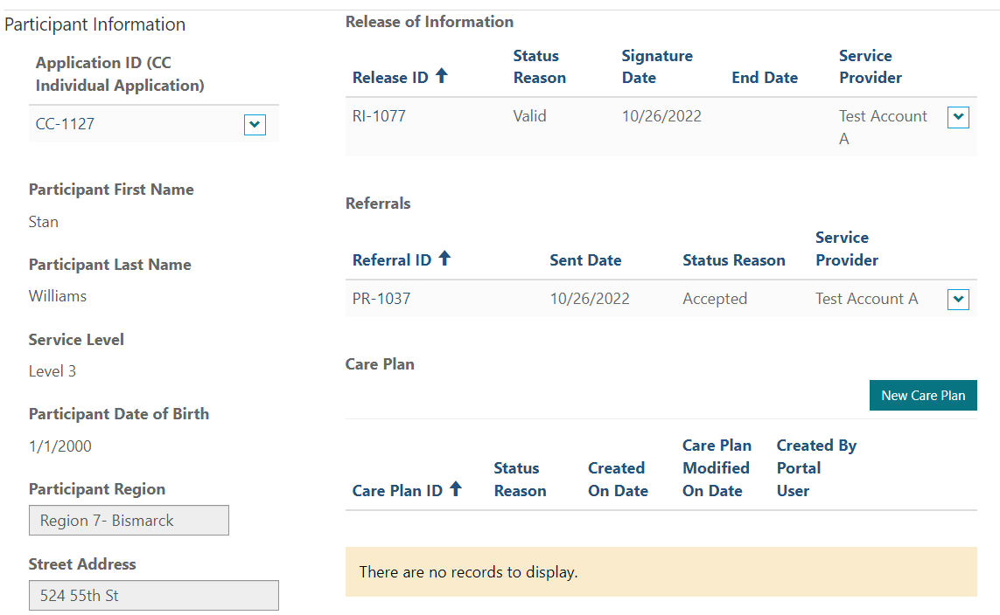 Participant Information
Application ID (CC
Individual Application)
CC-1127
Participant First Name
Stan
Participant Last Name
Williams
Service Level
Level 3
Participant Date of Birth
1/1/2000
Participant Region
Region 7- Bismarck
Street Address
524 55th St
Release of Information
Release ID
Status
Reason
Signature
Date
End Date
Service
Provider
RI-1077
Valid
10/26/2022
Test Account
A
Referrals
Referral ID
Sent Date
Status Reason
Service
Provider
PR-1037
10/26/2022
Accepted
Test Account A
Care Plan
New Care Plan
Care Plan ID
Status
Reason
Created
On Date
Care Plan
Modified
On Date
Created By
Portal
User
There are no records to display.